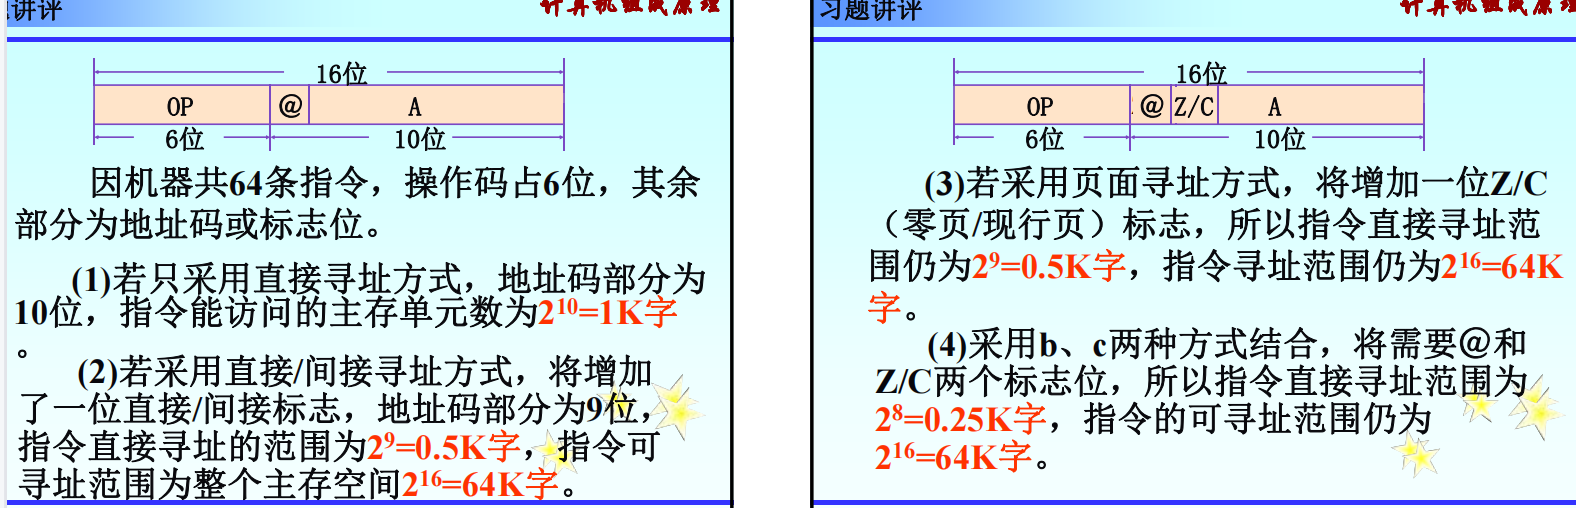 讲评
计算机组成原理
16位
OP @ A
6位 10位
因机器共64条指令，操作码占6位，其余
部分为地址码或标志位。
(1)若只采用直接寻址方式，地址码部分为
10位，指令能访问的主存单元数为2¹⁰=1K字
。
(2)若采用直接/间接寻址方式，将增加
了一位直接/间接标志，地址码部分为9位，
指令直接寻址的范围为2⁹=0.5K字，指令可
寻址范围为整个主存空间2¹⁶=64K字。
习题讲评
计算机组成原理
16位
OP @ Z/C A
6位 10位
(3)若采用页面寻址方式，将增加一位Z/C
（零页/现行页）标志，所以指令直接寻址范
围仍为2⁹=0.5K字，指令寻址范围仍为2¹⁶=64K
字。
(4)采用b、c两种方式结合，将需要@和
Z/C两个标志位，所以指令直接寻址范围为
2⁸=0.25K字，指令的可寻址范围仍为
2¹⁶=64K字。